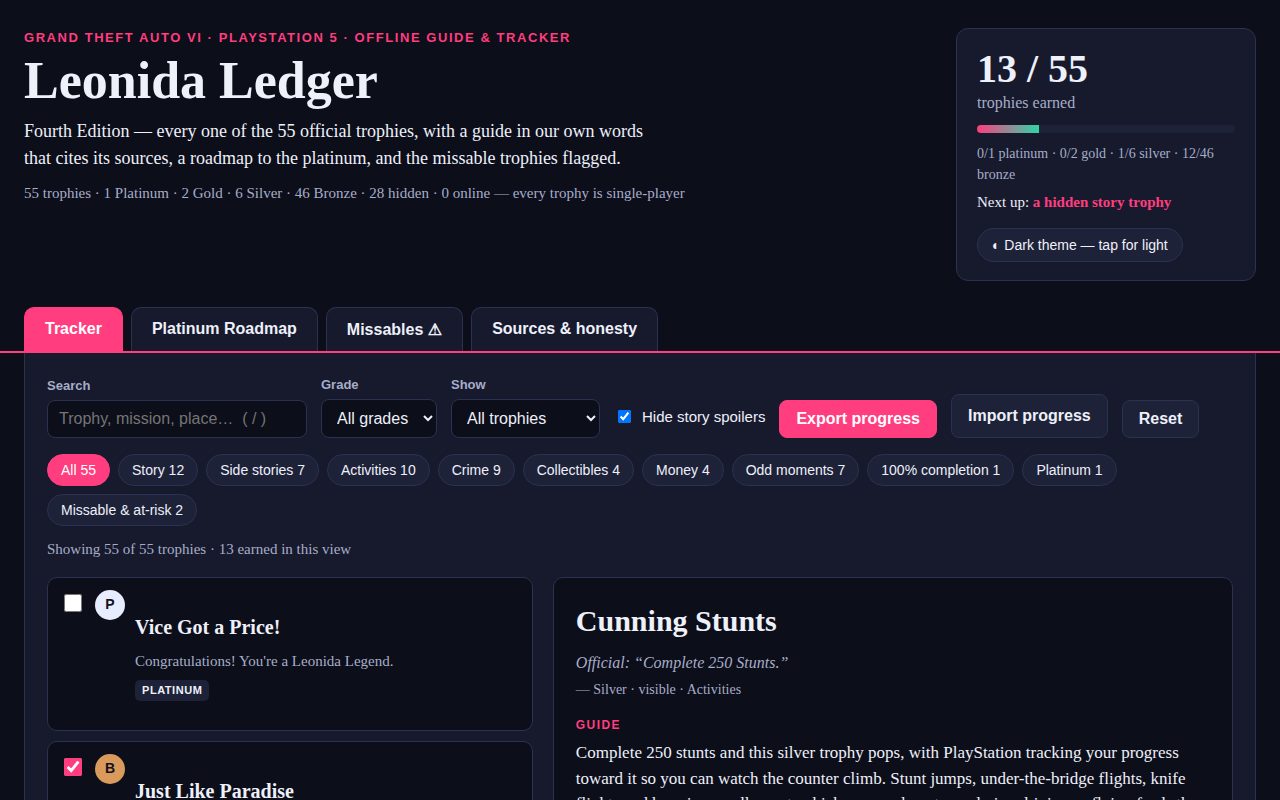 GRAND THEFT AUTO VI · PLAYSTATION 5 · OFFLINE GUIDE & TRACKER
Leonida Ledger
Fourth Edition — every one of the 55 official trophies, with a guide in our own words
that cites its sources, a roadmap to the platinum, and the missable trophies flagged.
55 trophies · 1 Platinum · 2 Gold · 6 Silver · 46 Bronze · 28 hidden · 0 online — every trophy is single-player
13 / 55
trophies earned
0/1 platinum · 0/2 gold · 1/6 silver · 12/46
bronze
Next up: a hidden story trophy
Dark theme — tap for light
Tracker
Platinum Roadmap
Missables ⚠
Sources & honesty
Search
Grade
Show
Trophy, mission, place… ( / )
All grades
All trophies
Hide story spoilers
Export progress
Import progress
Reset
All 55
Story 12
Side stories 7
Activities 10
Crime 9
Collectibles 4
Money 4
Odd moments 7
100% completion 1
Platinum 1
Missable & at-risk 2
Showing 55 of 55 trophies · 13 earned in this view
P
Vice Got a Price!
Congratulations! You're a Leonida Legend.
PLATINUM
B
Just Like Paradise
Cunning Stunts
Official: “Complete 250 Stunts.”
— Silver · visible · Activities
GUIDE
Complete 250 stunts and this silver trophy pops, with PlayStation tracking your progress
toward it so you can watch the counter climb. Stunt jumps, under-the-bridge flights, knife